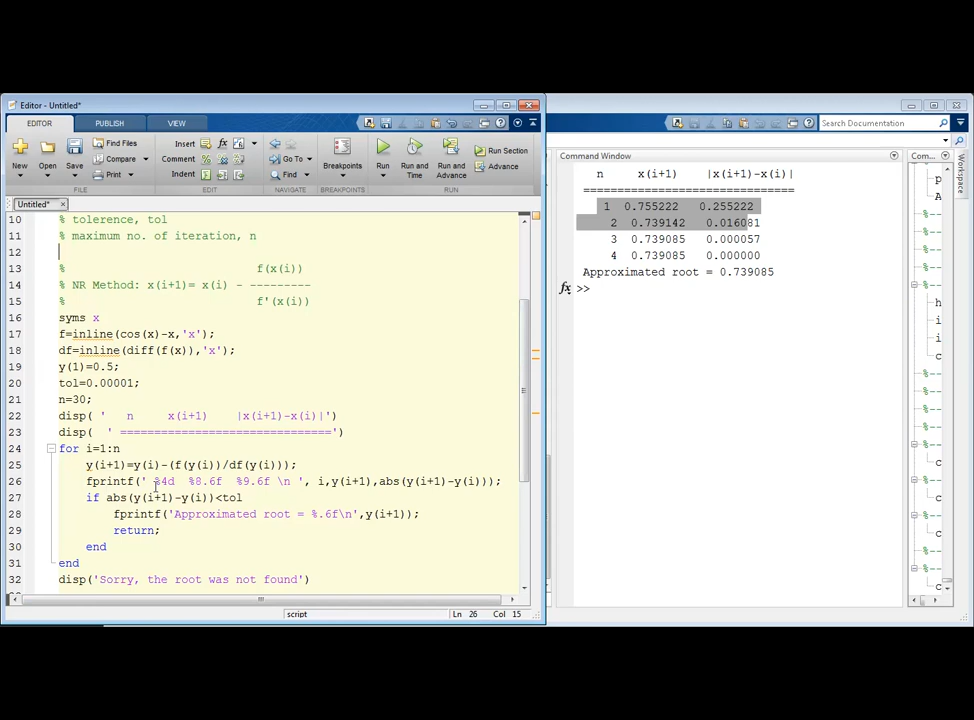 Editor - Untitled*
EDITOR PUBLISH VIEW
Search Documentation
New Open Save Find Files Compare Print
Insert Comment Indent
fx
Go To Find
Breakpoints
Run Run and Time Run and Advance Run Section Advance
FILE EDIT NAVIGATE BREAKPOINTS RUN
Untitled* ×
10 % tolerence, tol
11 % maximum no. of iteration, n
12
13 % f(x(i))
14 % NR Method: x(i+1)= x(i) - ---------
15 % f'(x(i))
16 syms x
17 f=inline(cos(x)-x,'x');
18 df=inline(diff(f(x)),'x');
19 y(1)=0.5;
20 tol=0.00001;
21 n=30;
22 disp( ' n x(i+1) |x(i+1)-x(i)|')
23 disp( ' ===============================')
24 for i=1:n
25 y(i+1)=y(i)-(f(y(i))/df(y(i)));
26 fprintf(' %4d %8.6f %9.6f \n ', i,y(i+1),abs(y(i+1)-y(i)));
27 if abs(y(i+1)-y(i))<tol
28 fprintf('Approximated root = %.6f\n',y(i+1));
29 return;
30 end
31 end
32 disp('Sorry, the root was not found')
script Ln 26 Col 15
Command Window
n x(i+1) |x(i+1)-x(i)|
===============================
1 0.755222 0.255222
2 0.739142 0.016081
3 0.739085 0.000057
4 0.739085 0.000000
Approximated root = 0.739085
fx >>
Com...
p
A
%--
%--
%--
%--
%--
%--
h
i
i
c
%--
%--
%--
c
%--
c
%--
c
%--
c
Workspace